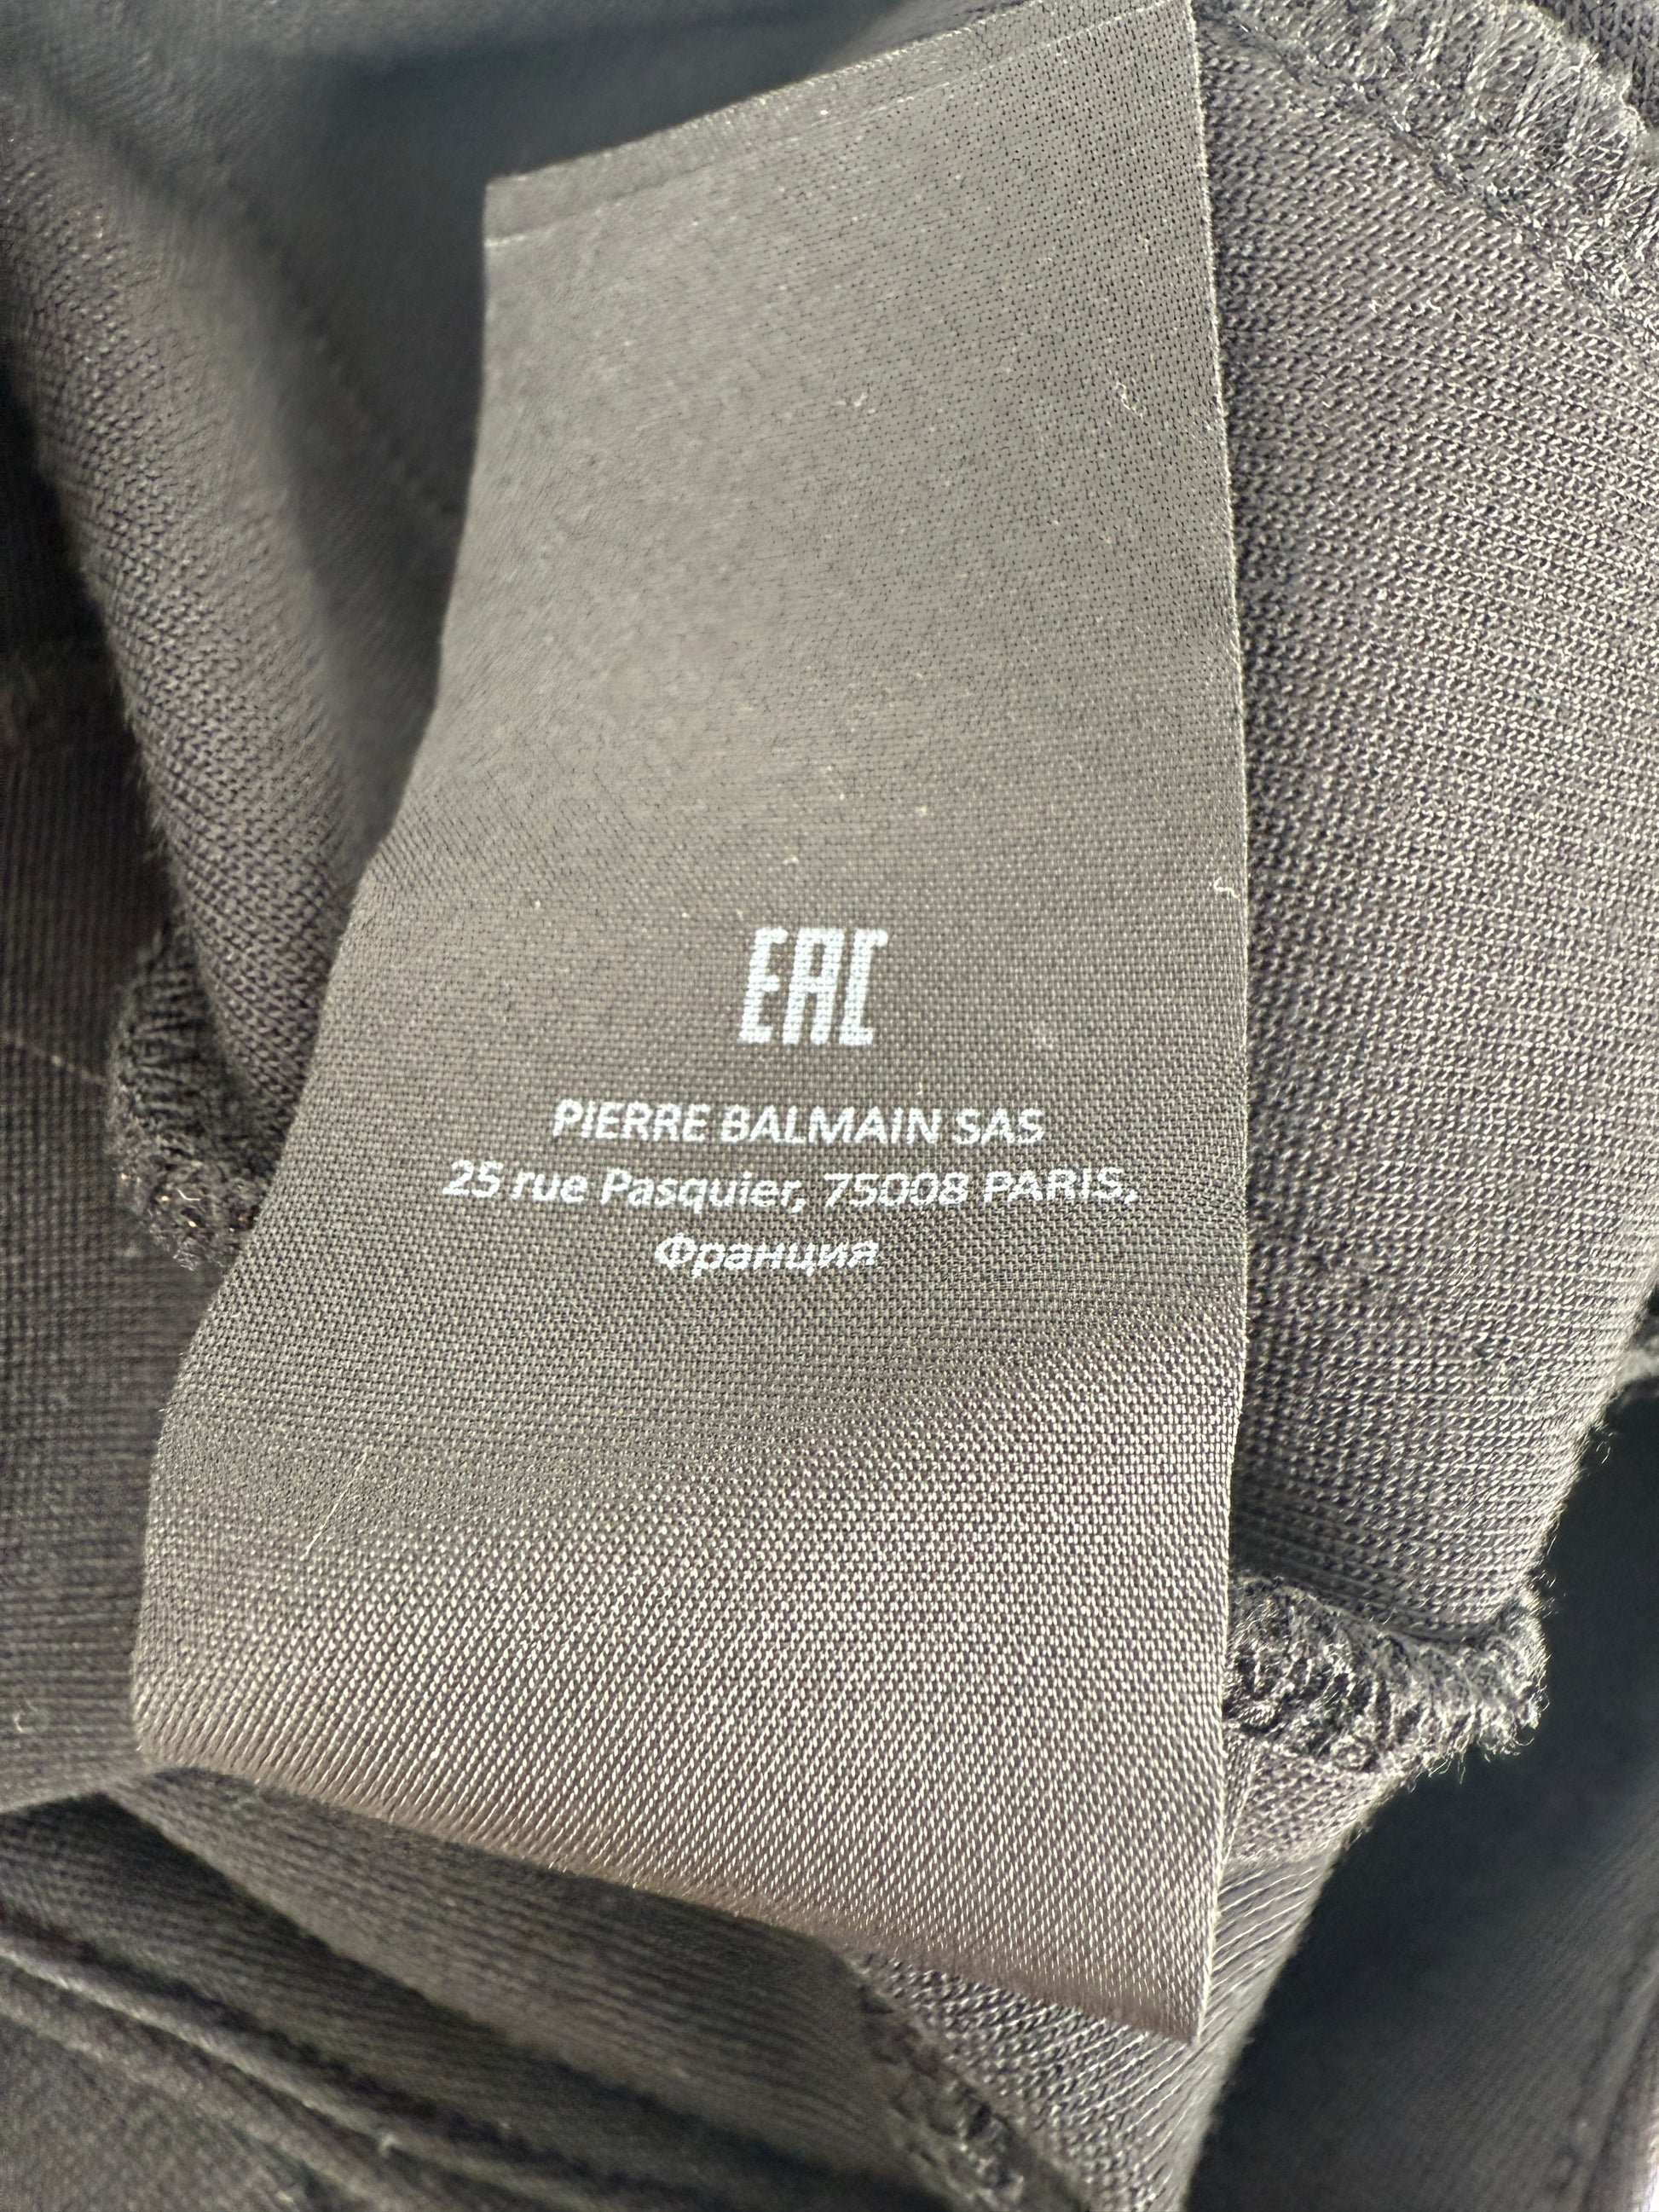 EAC
PIERRE BALMAIN SAS
25 rue Pasquier, 75008 PARIS,
Франция